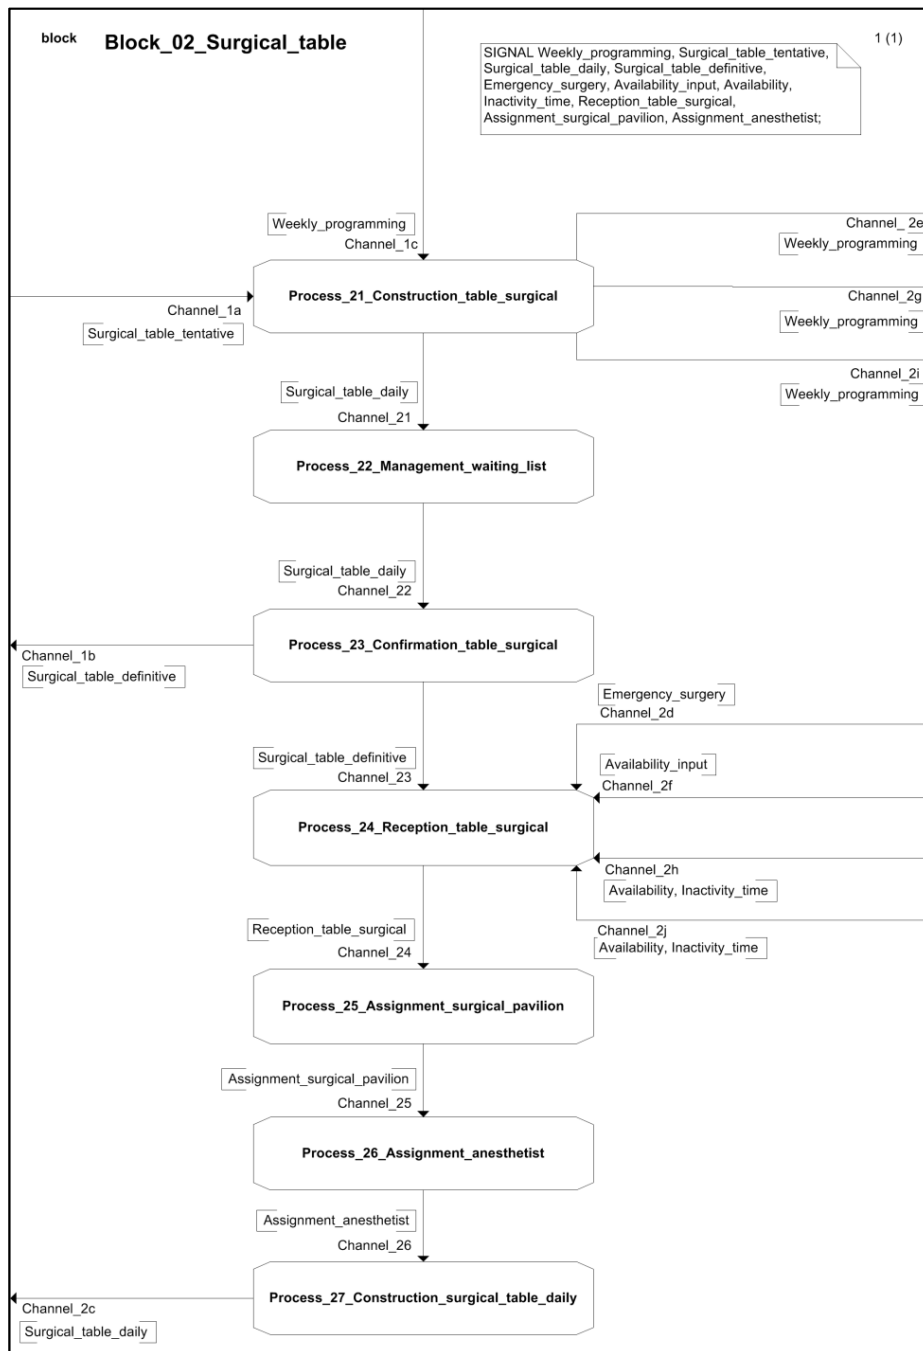 block
Block_02_Surgical_table
1 (1)
SIGNAL Weekly_programming, Surgical_table_tentative,
Surgical_table_daily, Surgical_table_definitive,
Emergency_surgery, Availability_input, Availability,
Inactivity_time, Reception_table_surgical,
Assignment_surgical_pavilion, Assignment_anesthetist;
Weekly_programming
Channel_1c
Channel_ 2e
Weekly_programming
Process_21_Construction_table_surgical
Channel_1a
Surgical_table_tentative
Channel_2g
Weekly_programming
Channel_2i
Weekly_programming
Surgical_table_daily
Channel_21
Process_22_Management_waiting_list
Surgical_table_daily
Channel_22
Process_23_Confirmation_table_surgical
Channel_1b
Surgical_table_definitive
Emergency_surgery
Channel_2d
Surgical_table_definitive
Channel_23
Availability_input
Channel_2f
Process_24_Reception_table_surgical
Channel_2h
Availability, Inactivity_time
Channel_2j
Availability, Inactivity_time
Reception_table_surgical
Channel_24
Process_25_Assignment_surgical_pavilion
Assignment_surgical_pavilion
Channel_25
Process_26_Assignment_anesthetist
Assignment_anesthetist
Channel_26
Process_27_Construction_surgical_table_daily
Channel_2c
Surgical_table_daily